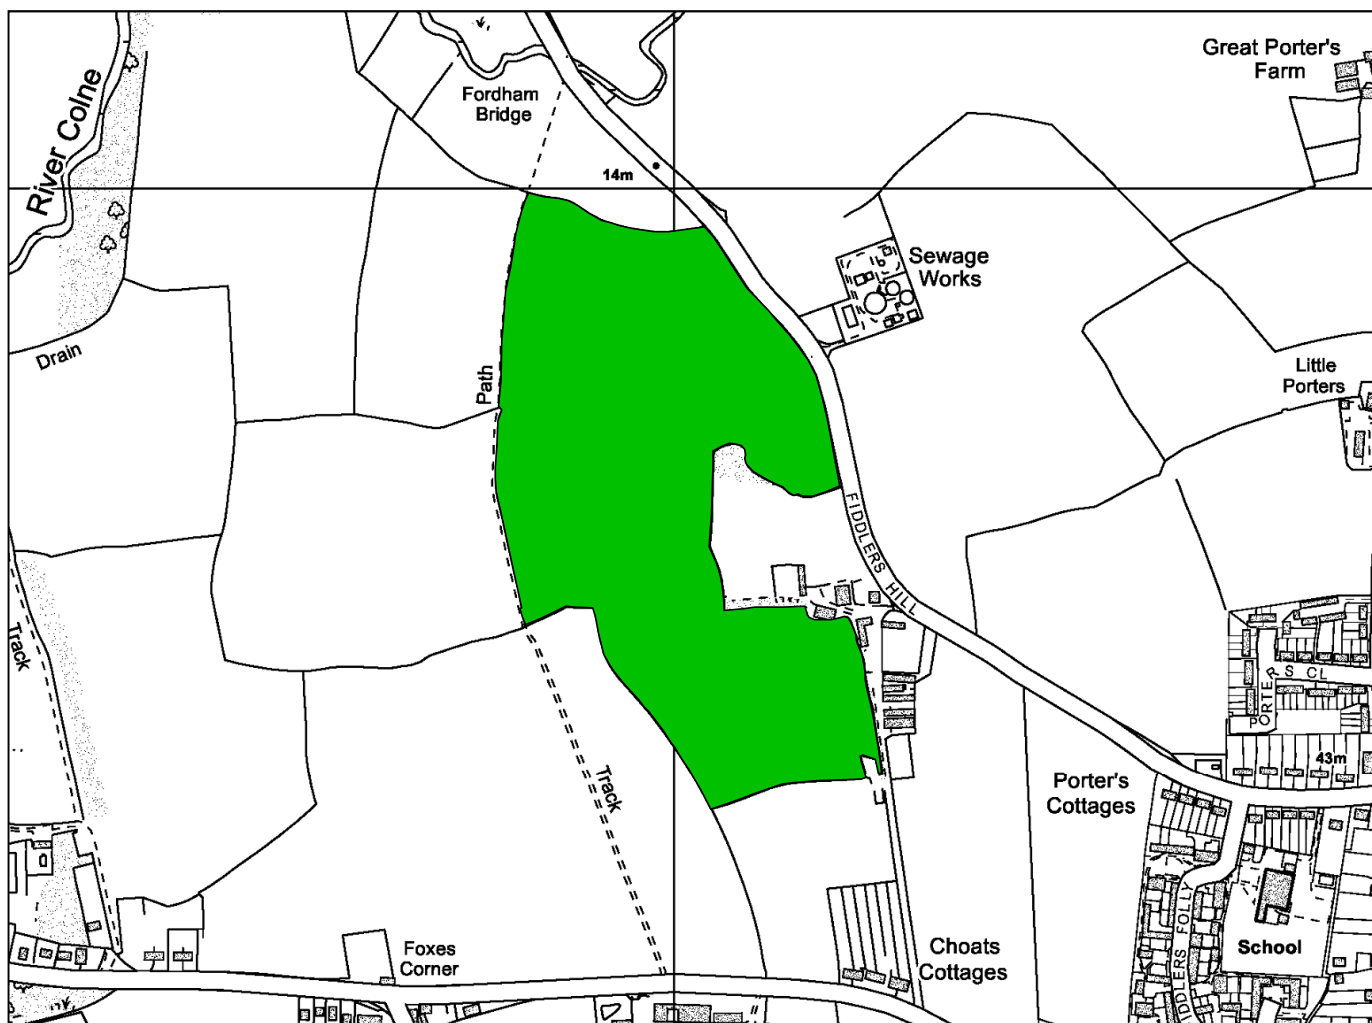 Great Porter's
Farm
River Colne
Fordham
Bridge
14m
Sewage
Works
Drain
Path
Little
Porters
FIDDLERS HILL
Track
PORTERS CL
43m
Track
Porter's
Cottages
FIDDLERS FOLLY
Foxes
Corner
Choats
Cottages
School